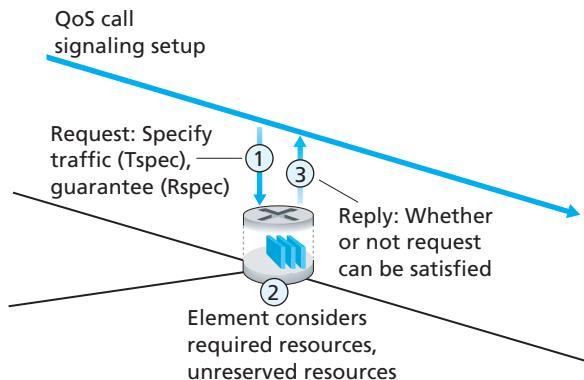 QoS call
signaling setup
Request: Specify
traffic (Tspec),
guarantee (Rspec)
1
3
Reply: Whether
or not request
can be satisfied
2
Element considers
required resources,
unreserved resources